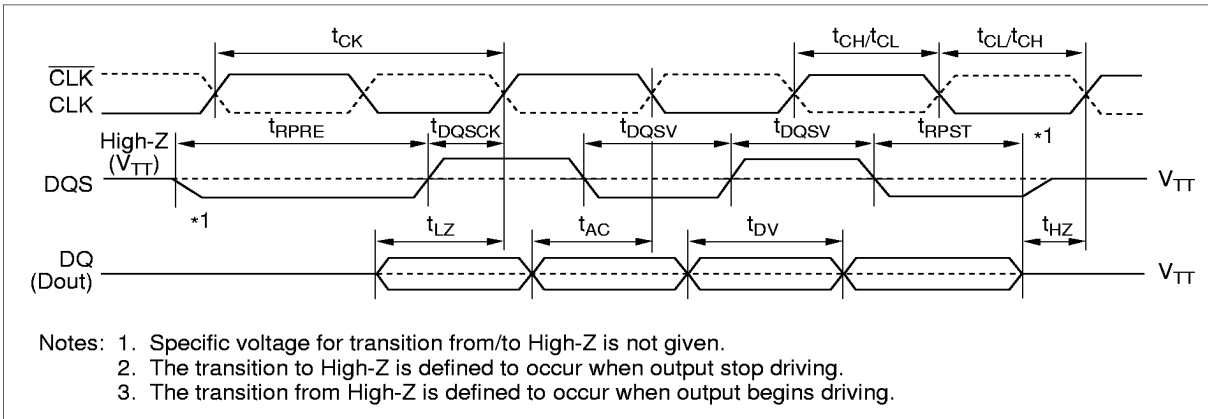 tCK
tCH/tCL
tCL/tCH
CLK
CLK
tRPRE
tDQSCK
tDQSV
tDQSV
tRPST
*1
High-Z
(VTT)
DQS
VTT
*1
tLZ
tAC
tDV
tHZ
DQ
(Dout)
VTT
Notes: 1. Specific voltage for transition from/to High-Z is not given.
2. The transition to High-Z is defined to occur when output stop driving.
3. The transition from High-Z is defined to occur when output begins driving.